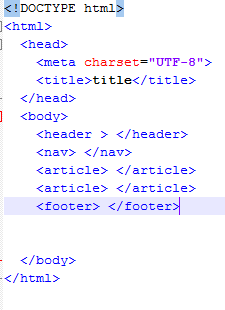 <!DOCTYPE html>
<html>
<head>
<meta charset="UTF-8">
<title>title</title>
</head>
<body>
<header > </header>
<nav> </nav>
<article> </article>
<article> </article>
<footer> </footer>
</body>
</html>